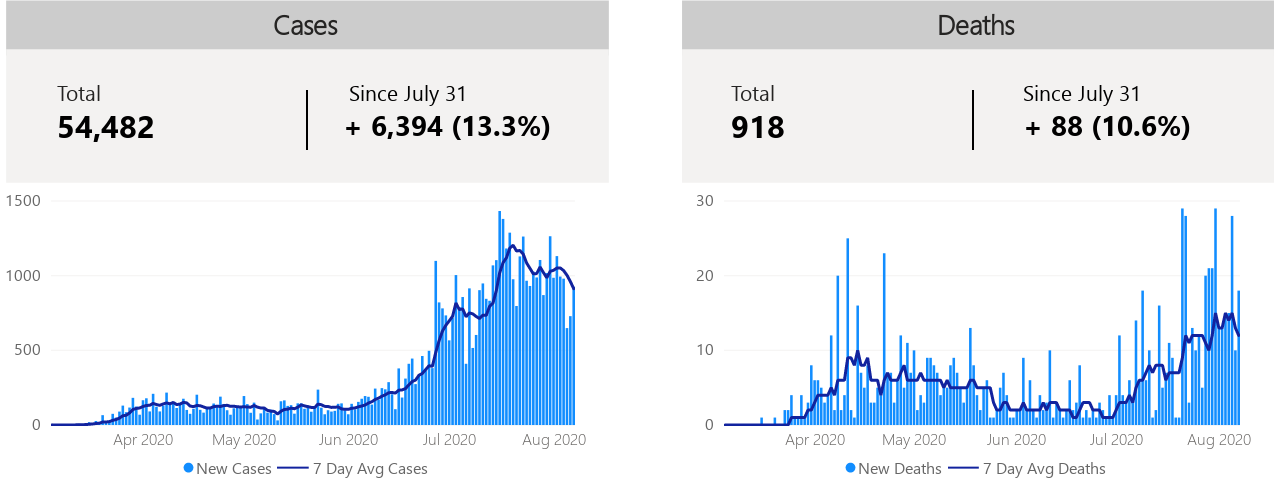 Cases
Total
54,482
Since July 31
+ 6,394 (13.3%)
1500
1000
500
0
Apr 2020 May 2020 Jun 2020 Jul 2020 Aug 2020
New Cases 7 Day Avg Cases
Deaths
Total
918
Since July 31
+ 88 (10.6%)
30
20
10
0
Apr 2020 May 2020 Jun 2020 Jul 2020 Aug 2020
New Deaths 7 Day Avg Deaths